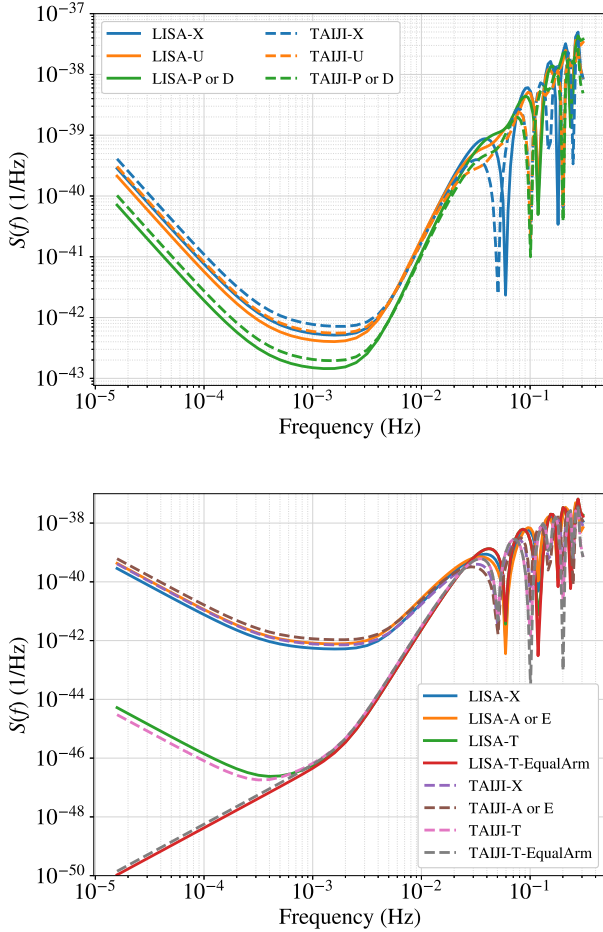 10⁻³⁷
10⁻³⁸
10⁻³⁹
10⁻⁴⁰
10⁻⁴¹
10⁻⁴²
10⁻⁴³
S(f) (1/Hz)
LISA-X
LISA-U
LISA-P or D
TAIJI-X
TAIJI-U
TAIJI-P or D
10⁻⁵ 10⁻⁴ 10⁻³ 10⁻² 10⁻¹
Frequency (Hz)
10⁻³⁸
10⁻⁴⁰
10⁻⁴²
10⁻⁴⁴
10⁻⁴⁶
10⁻⁴⁸
10⁻⁵⁰
S(f) (1/Hz)
LISA-X
LISA-A or E
LISA-T
LISA-T-EqualArm
TAIJI-X
TAIJI-A or E
TAIJI-T
TAIJI-T-EqualArm
10⁻⁵ 10⁻⁴ 10⁻³ 10⁻² 10⁻¹
Frequency (Hz)